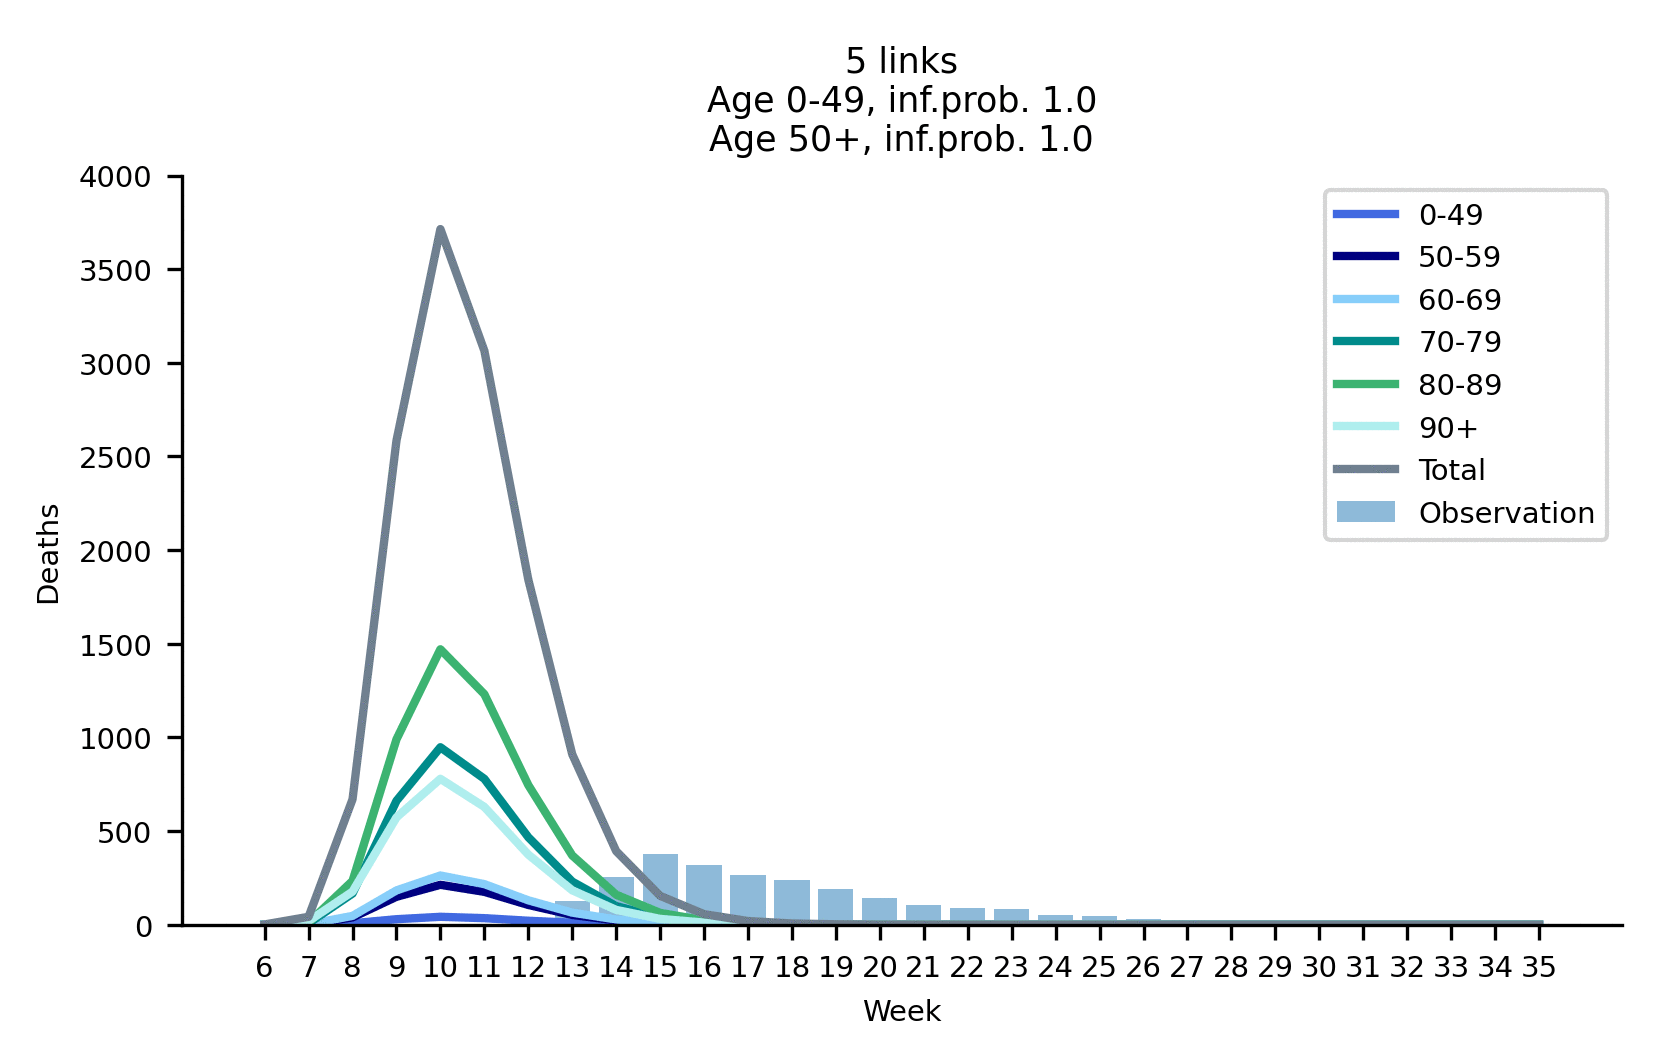 5 links
Age 0-49, inf.prob. 1.0
Age 50+, inf.prob. 1.0
4000
3500
3000
2500
2000
1500
1000
500
0
Deaths
0-49
50-59
60-69
70-79
80-89
90+
Total
Observation
6 7 8 9 10 11 12 13 14 15 16 17 18 19 20 21 22 23 24 25 26 27 28 29 30 31 32 33 34 35
Week